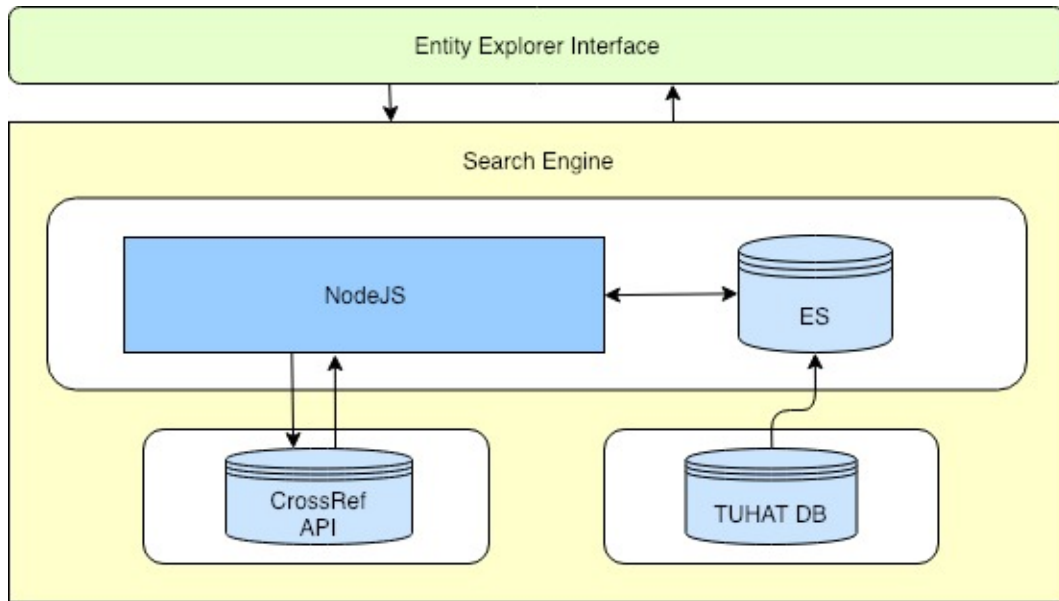 Entity Explorer Interface
Search Engine
NodeJS
ES
CrossRef
API
TUHAT DB